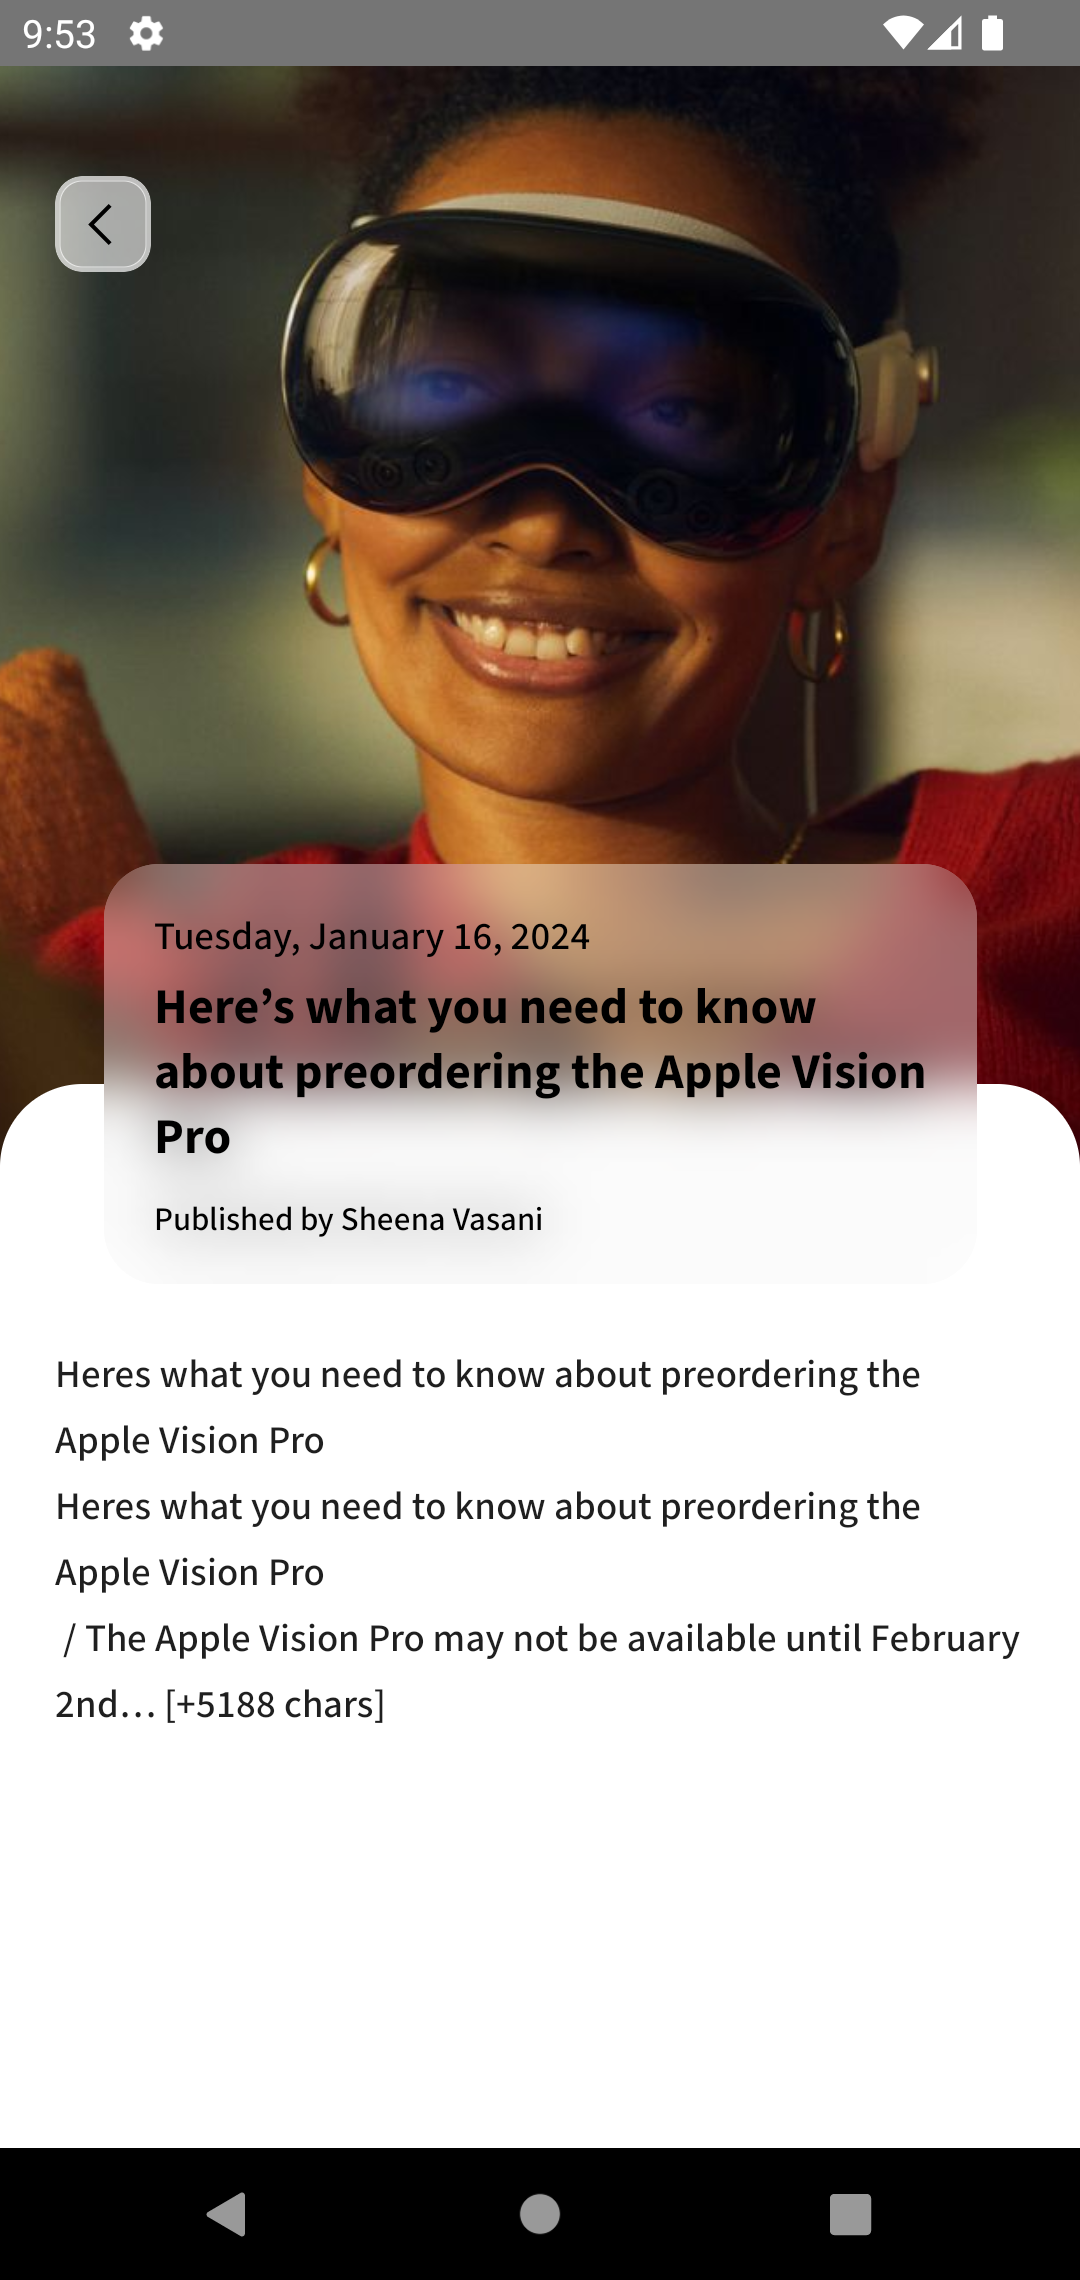 9:53
Tuesday, January 16, 2024
Here’s what you need to know
about preordering the Apple Vision
Pro
Published by Sheena Vasani
Heres what you need to know about preordering the
Apple Vision Pro
Heres what you need to know about preordering the
Apple Vision Pro
/ The Apple Vision Pro may not be available until February
2nd… [+5188 chars]